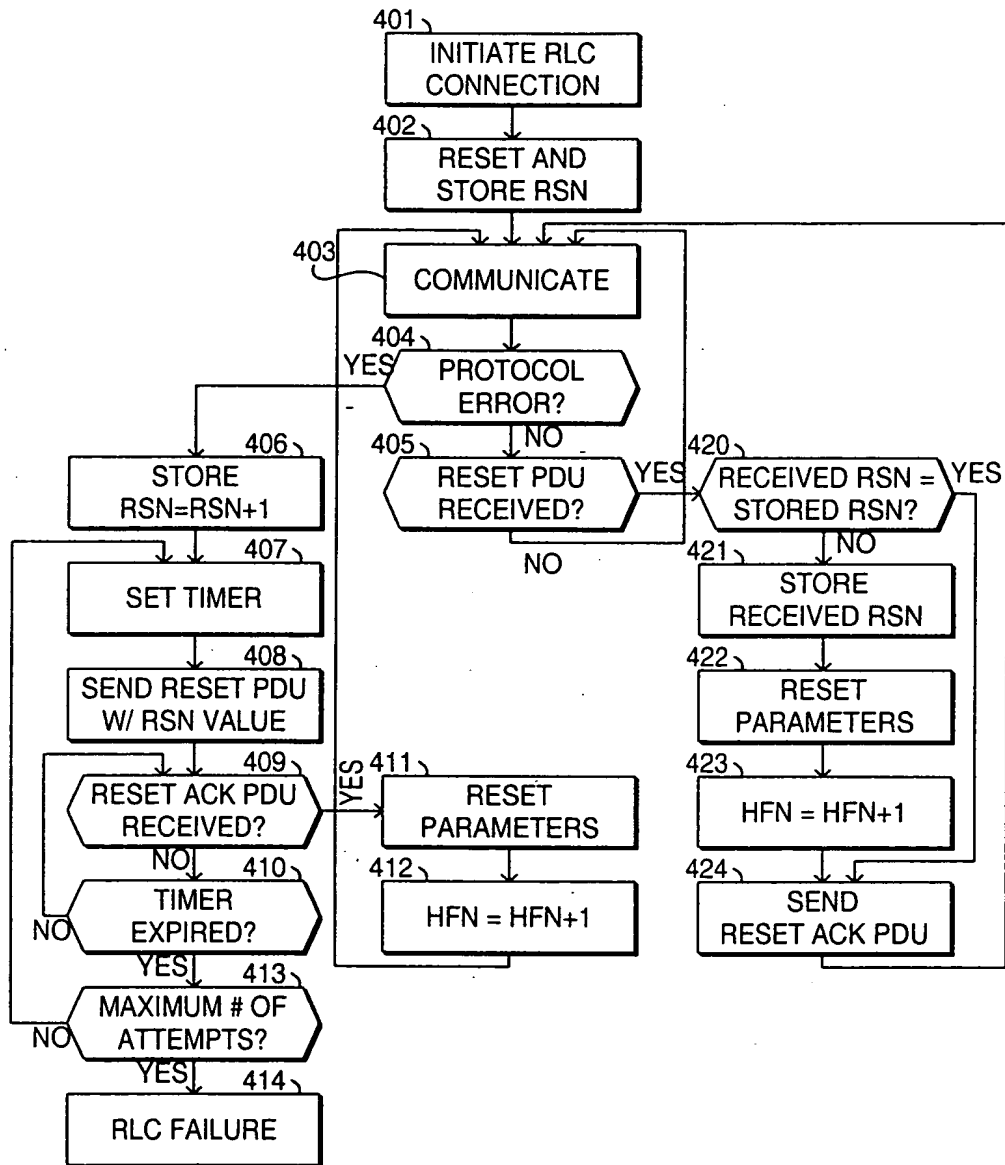 401
INITIATE RLC
CONNECTION
402
RESET AND
STORE RSN
403
COMMUNICATE
404
YES
PROTOCOL
ERROR?
NO
405
RESET PDU
RECEIVED?
YES
NO
420
RECEIVED RSN =
STORED RSN?
YES
NO
406
STORE
RSN=RSN+1
407
SET TIMER
408
SEND RESET PDU
W/ RSN VALUE
409
RESET ACK PDU
RECEIVED?
YES
NO
410
TIMER
EXPIRED?
NO
YES
413
MAXIMUM # OF
ATTEMPTS?
NO
YES
414
RLC FAILURE
411
RESET
PARAMETERS
412
HFN = HFN+1
421
STORE
RECEIVED RSN
422
RESET
PARAMETERS
423
HFN = HFN+1
424
SEND
RESET ACK PDU